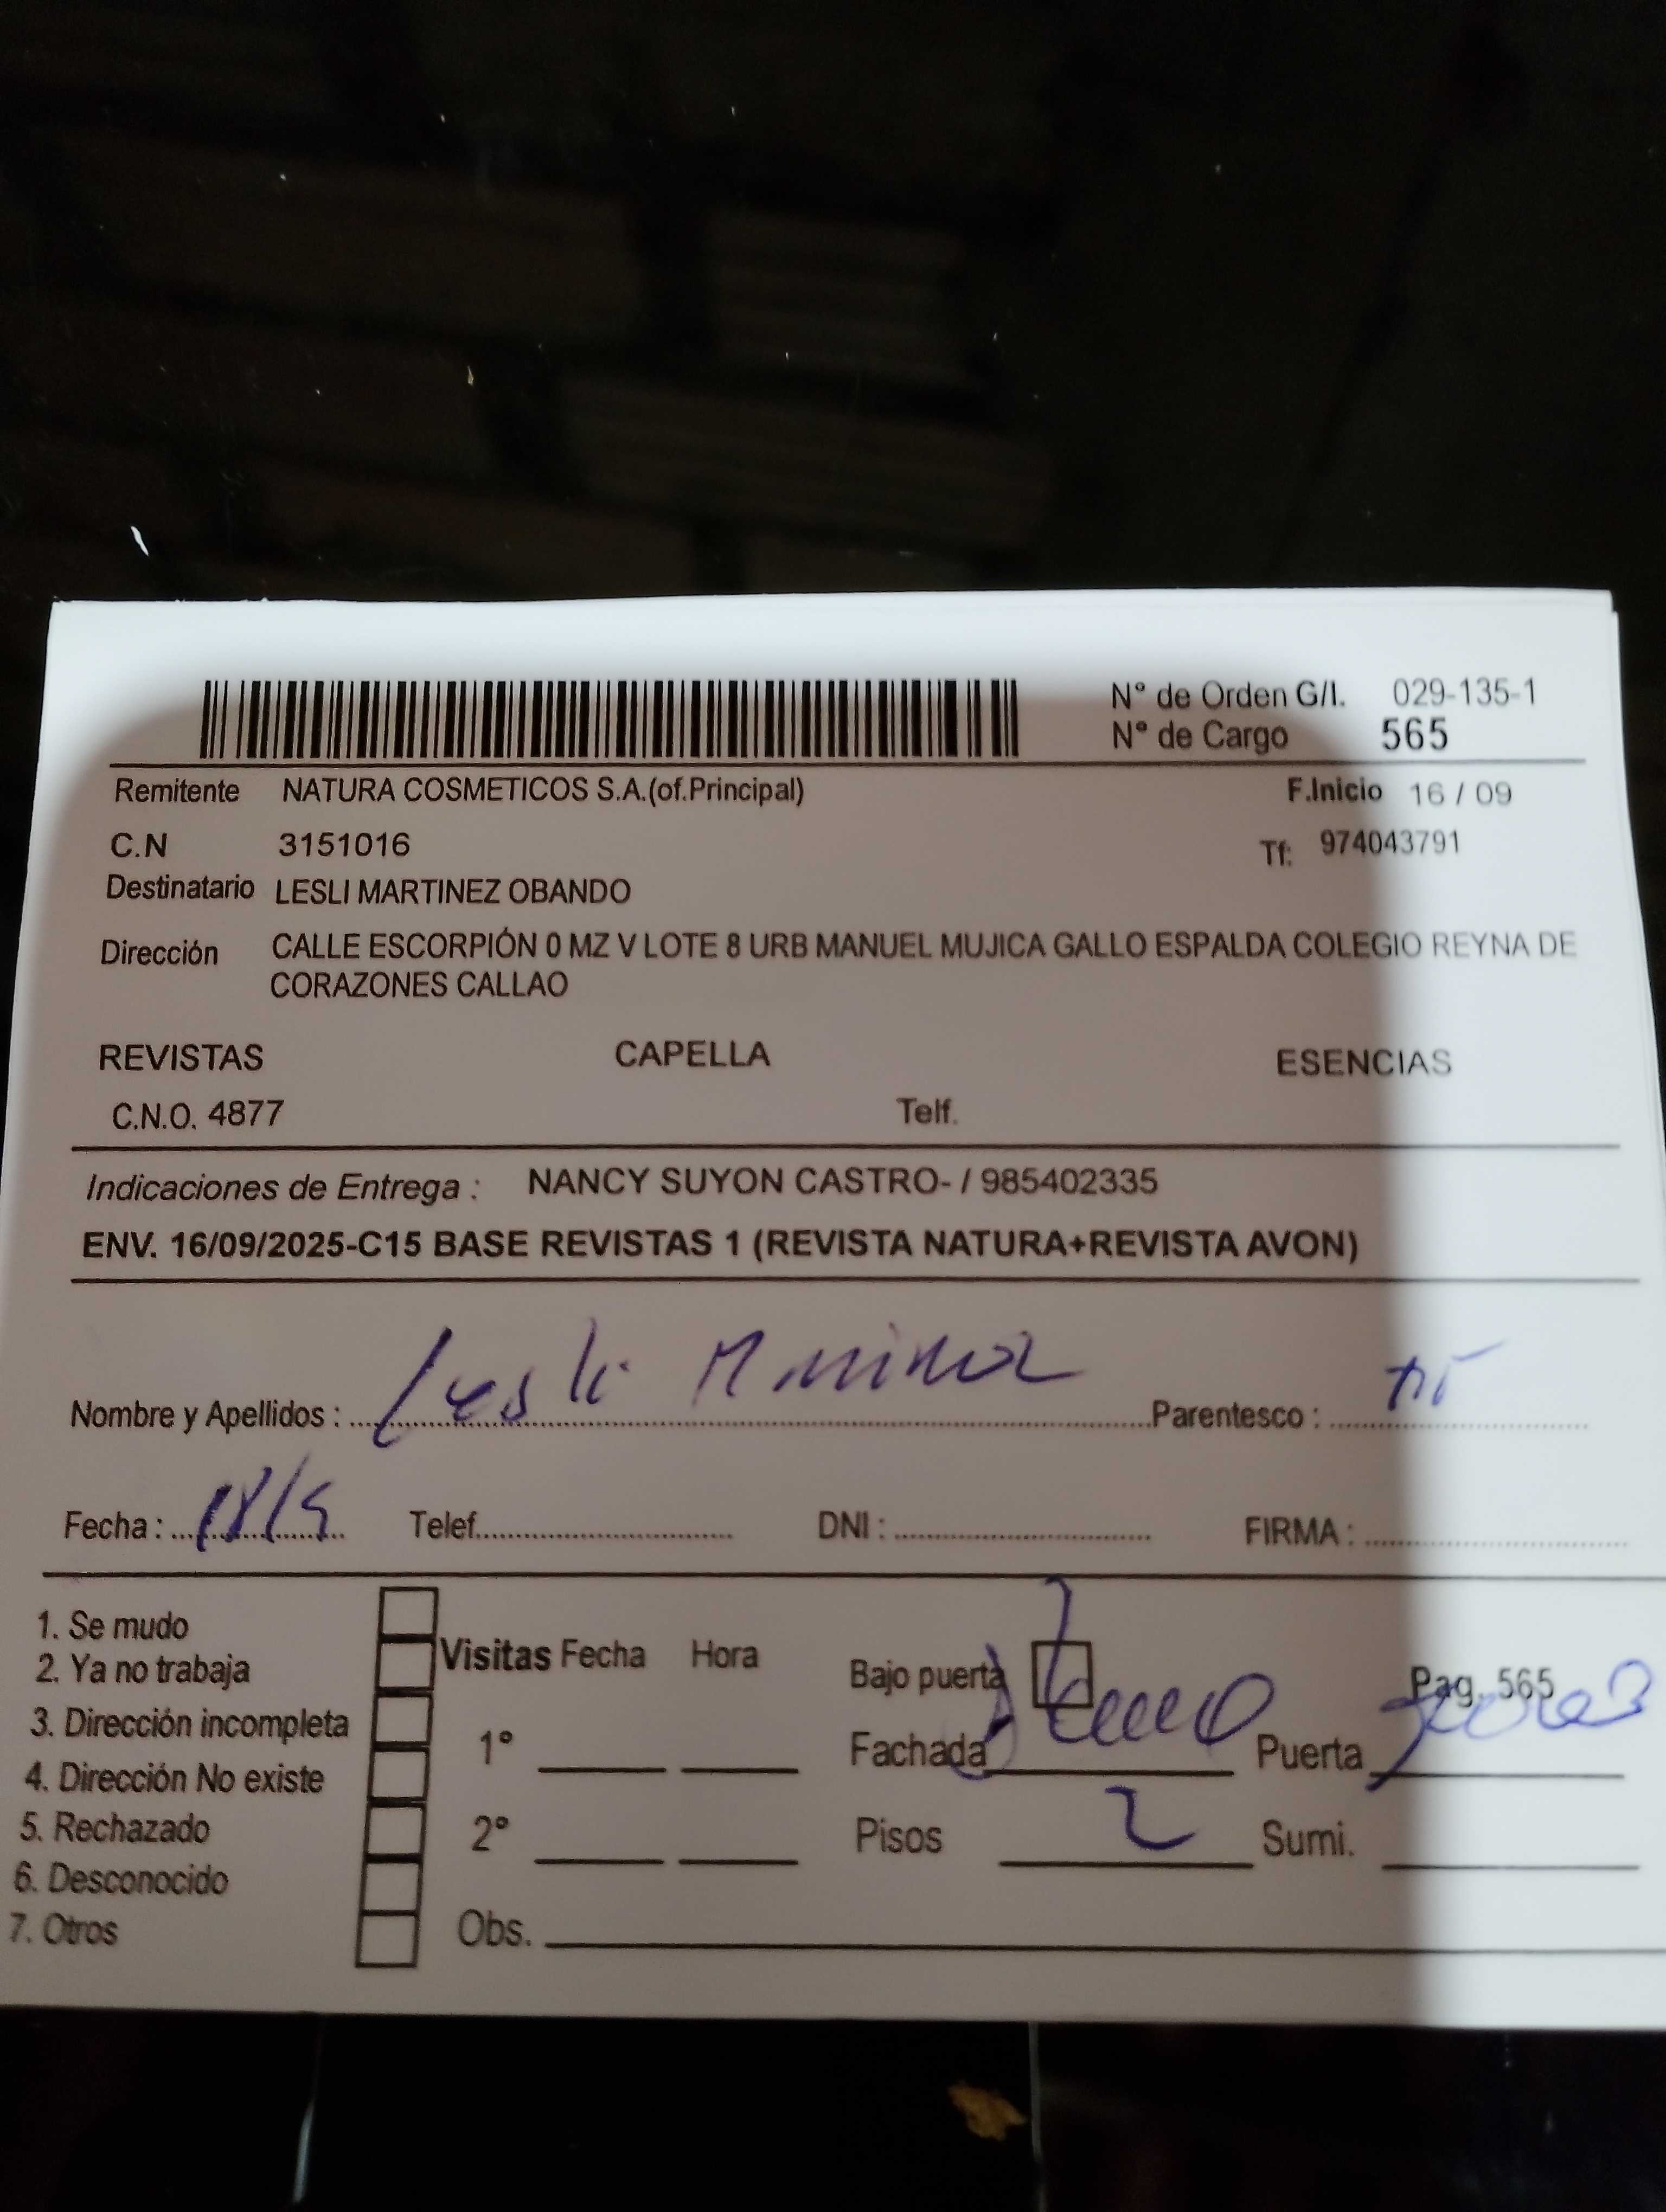 N° de Orden G/I. 029-135-1
N° de Cargo 565
Remitente NATURA COSMETICOS S.A.(of.Principal) F.Inicio 16 / 09
C.N 3151016 Tf: 974043791
Destinatario LESLI MARTINEZ OBANDO
Dirección CALLE ESCORPIÓN 0 MZ V LOTE 8 URB MANUEL MUJICA GALLO ESPALDA COLEGIO REYNA DE
CORAZONES CALLAO
REVISTAS CAPELLA ESENCIAS
C.N.O. 4877 Telf.
Indicaciones de Entrega : NANCY SUYON CASTRO- / 985402335
ENV. 16/09/2025-C15 BASE REVISTAS 1 (REVISTA NATURA+REVISTA AVON)
Nombre y Apellidos : Lesli Parentesco :
Fecha : 18/9 Telef. DNI : FIRMA :
1. Se mudo
2. Ya no trabaja Visitas Fecha Hora Bajo puerta Pag. 565
3. Dirección incompleta 1° Fachada Puerta
4. Dirección No existe
5. Rechazado 2° Pisos 2 Sumi.
6. Desconocido
7. Otros Obs.